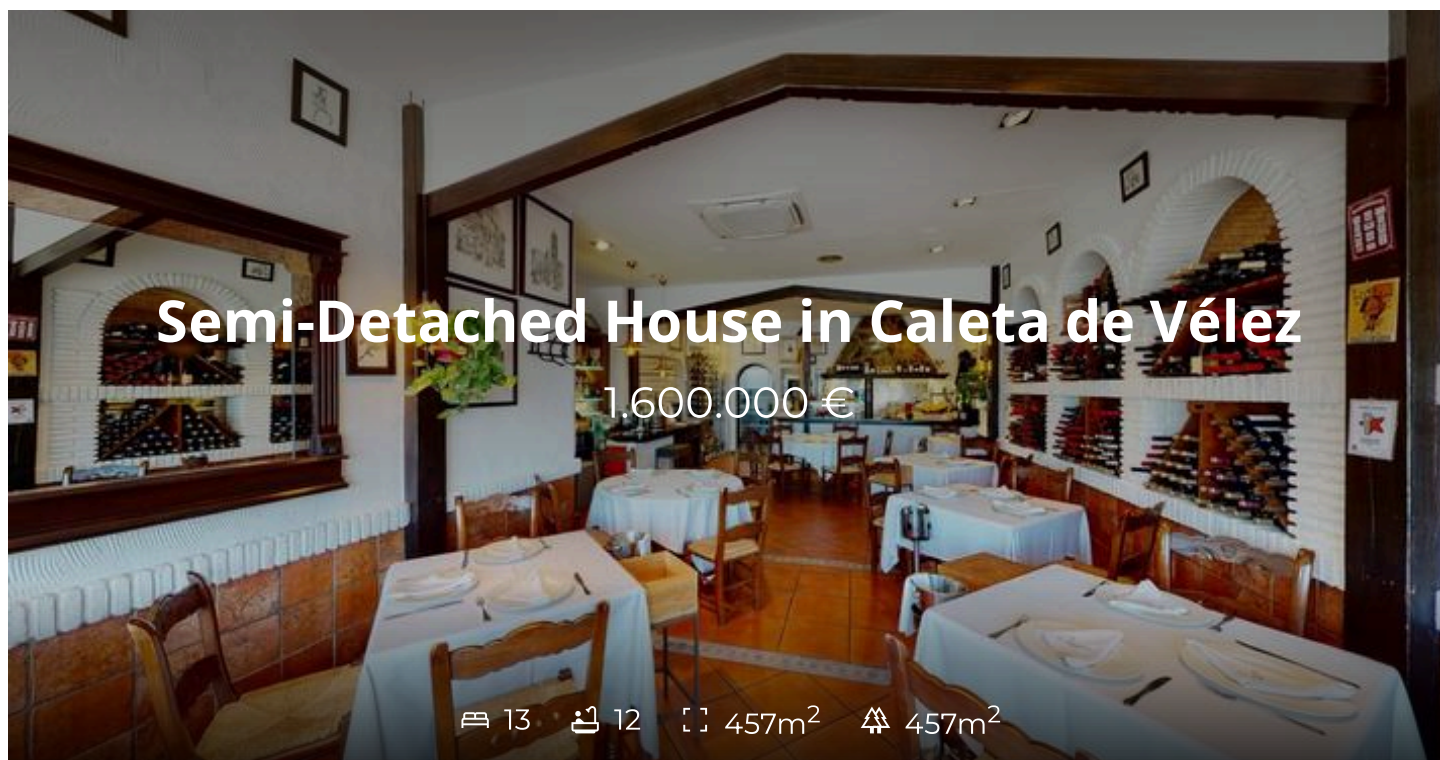 Semi-Detached House in Caleta de Vélez
1.600.000 €
13 12 457m² 457m²